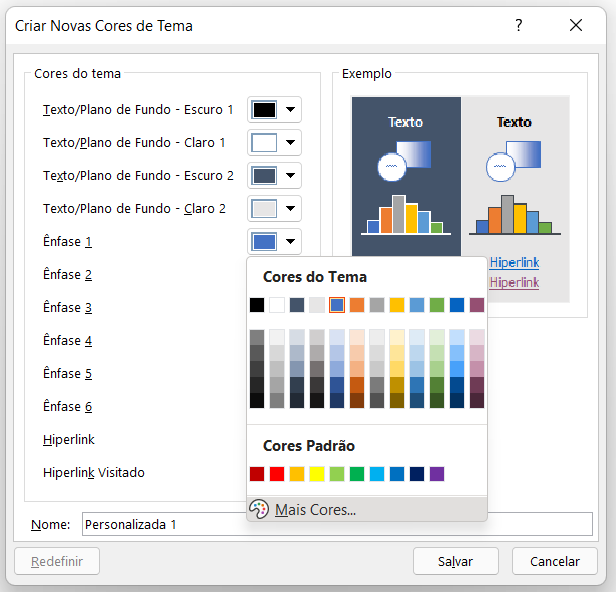 Criar Novas Cores de Tema ?
Cores do tema
Texto/Plano de Fundo - Escuro 1
Texto/Plano de Fundo - Claro 1
Texto/Plano de Fundo - Escuro 2
Texto/Plano de Fundo - Claro 2
Ênfase 1
Ênfase 2
Ênfase 3
Ênfase 4
Ênfase 5
Ênfase 6
Hiperlink
Hiperlink Visitado
Exemplo
Texto Texto
Hiperlink
Hiperlink
Cores do Tema
Cores Padrão
Mais Cores...
Nome: Personalizada 1
Redefinir Salvar Cancelar